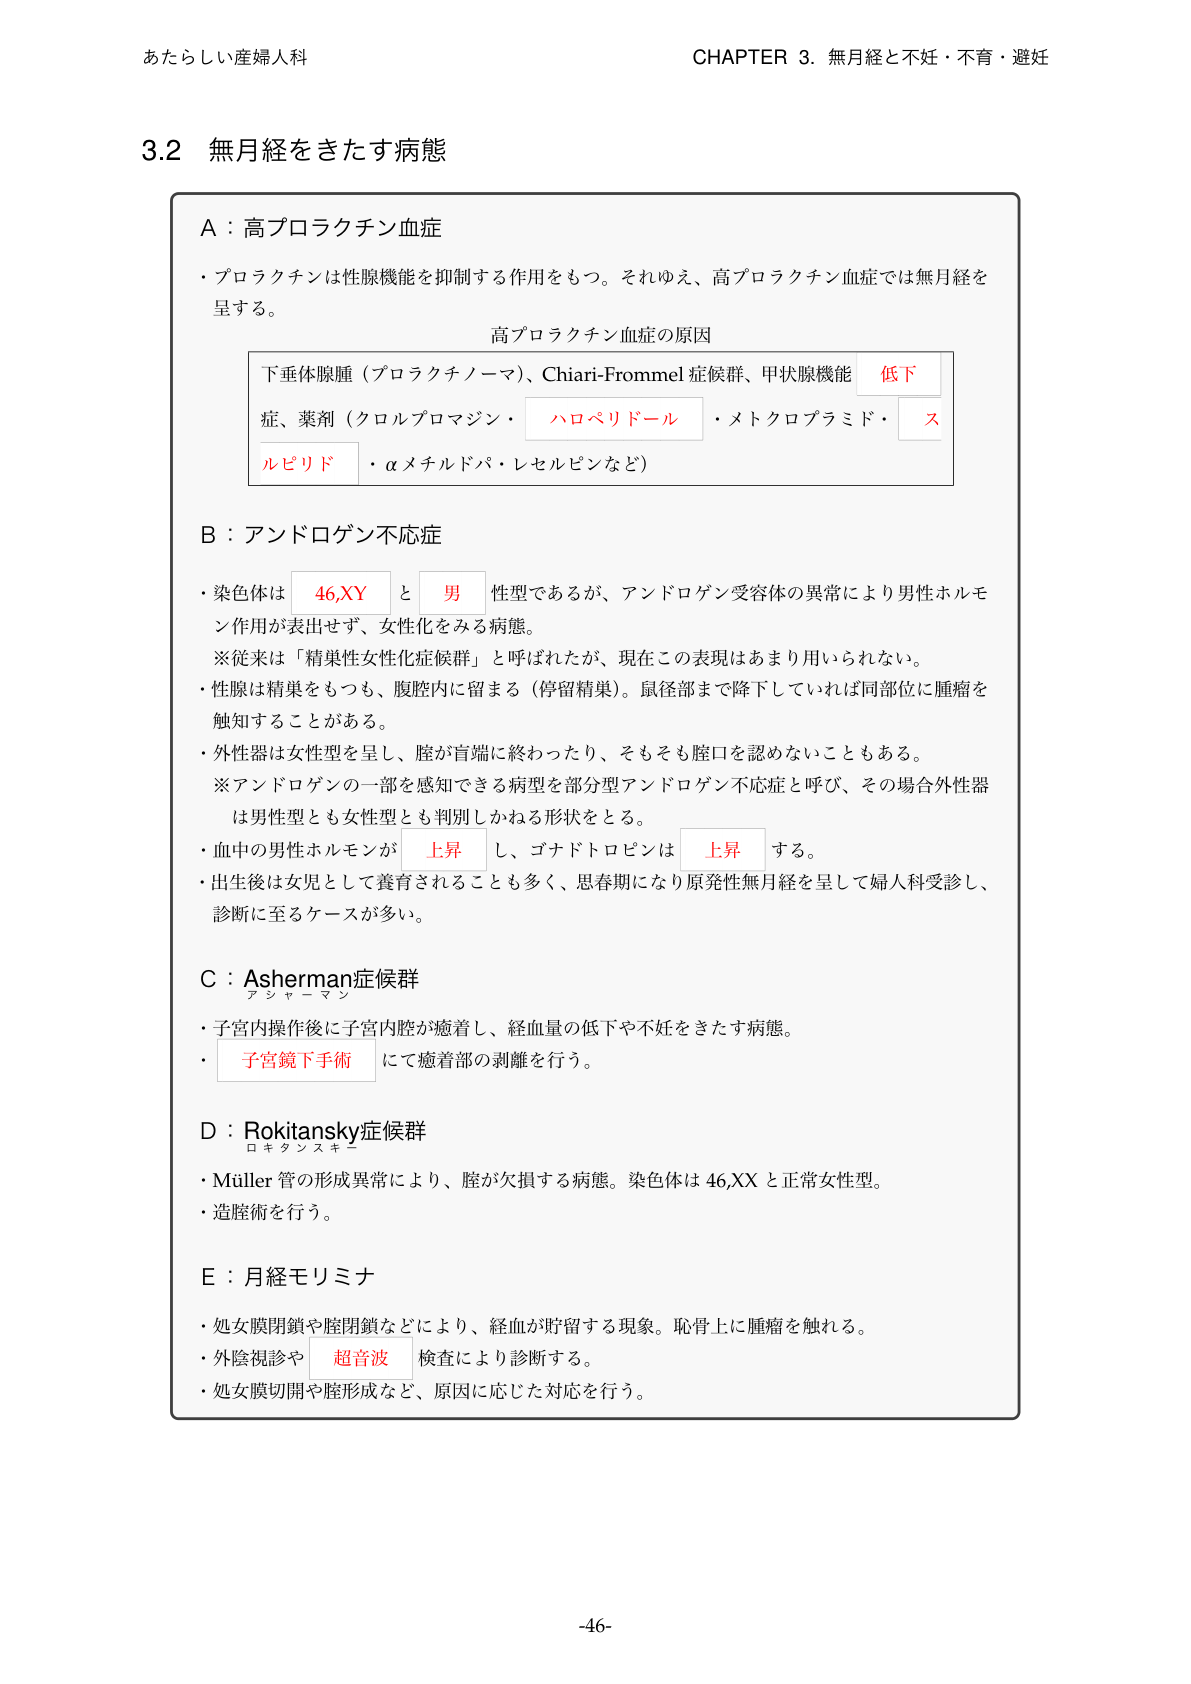 あたらしい産婦人科
CHAPTER 3. 無月経と不妊・不育・避妊
3.2 無月経をきたす病態
A：高プロラクチン血症
・プロラクチンは性腺機能を抑制する作用をもつ。それゆえ、高プロラクチン血症では無月経を
呈する。
高プロラクチン血症の原因
下垂体腺腫（プロラクチノーマ）、Chiari-Frommel 症候群、甲状腺機能 低下
症、薬剤（クロルプロマジン・ ハロペリドール ・メトクロプラミド・ ス
ルピリド ・αメチルドパ・レセルピンなど）
B：アンドロゲン不応症
・染色体は 46,XY と 男 性型であるが、アンドロゲン受容体の異常により男性ホルモ
ン作用が表出せず、女性化をみる病態。
※従来は「精巣性女性化症候群」と呼ばれたが、現在この表現はあまり用いられない。
・性腺は精巣をもつも、腹腔内に留まる（停留精巣）。鼠径部まで降下していれば同部位に腫瘤を
触知することがある。
・外性器は女性型を呈し、腟が盲端に終わったり、そもそも腟口を認めないこともある。
※アンドロゲンの一部を感知できる病型を部分型アンドロゲン不応症と呼び、その場合外性器
は男性型とも女性型とも判別しかねる形状をとる。
・血中の男性ホルモンが 上昇 し、ゴナドトロピンは 上昇 する。
・出生後は女児として養育されることも多く、思春期になり原発性無月経を呈して婦人科受診し、
診断に至るケースが多い。
C：Asherman症候群
アシャーマン
・子宮内操作後に子宮内腔が癒着し、経血量の低下や不妊をきたす病態。
・ 子宮鏡下手術 にて癒着部の剥離を行う。
D：Rokitansky症候群
ロキタンスキー
・Müller 管の形成異常により、腟が欠損する病態。染色体は 46,XX と正常女性型。
・造腟術を行う。
E：月経モリミナ
・処女膜閉鎖や腟閉鎖などにより、経血が貯留する現象。恥骨上に腫瘤を触れる。
・外陰視診や 超音波 検査により診断する。
・処女膜切開や腟形成など、原因に応じた対応を行う。
-46-